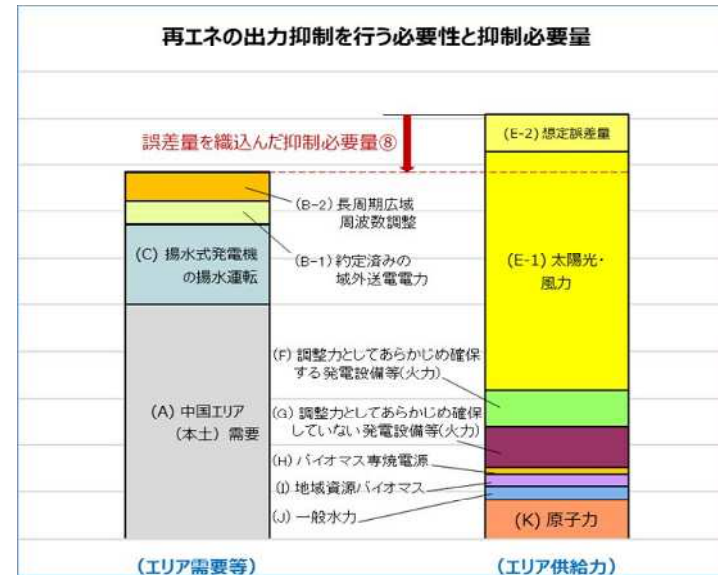 再エネの出力抑制を行う必要性と抑制必要量
誤差量を織込んだ抑制必要量⑧
(E-2) 想定誤差量
(B-2) 長周期広域
周波数調整
(C) 揚水式発電機
の揚水運転
(B-1) 約定済みの
域外送電電力
(E-1) 太陽光・
風力
(F) 調整力としてあらかじめ確保
する発電設備等(火力)
(A) 中国エリア
(本土) 需要
(G) 調整力としてあらかじめ確保
していない発電設備等(火力)
(H) バイオマス専焼電源
(I) 地域資源バイオマス
(J) 一般水力
(K) 原子力
(エリア需要等)
(エリア供給力)